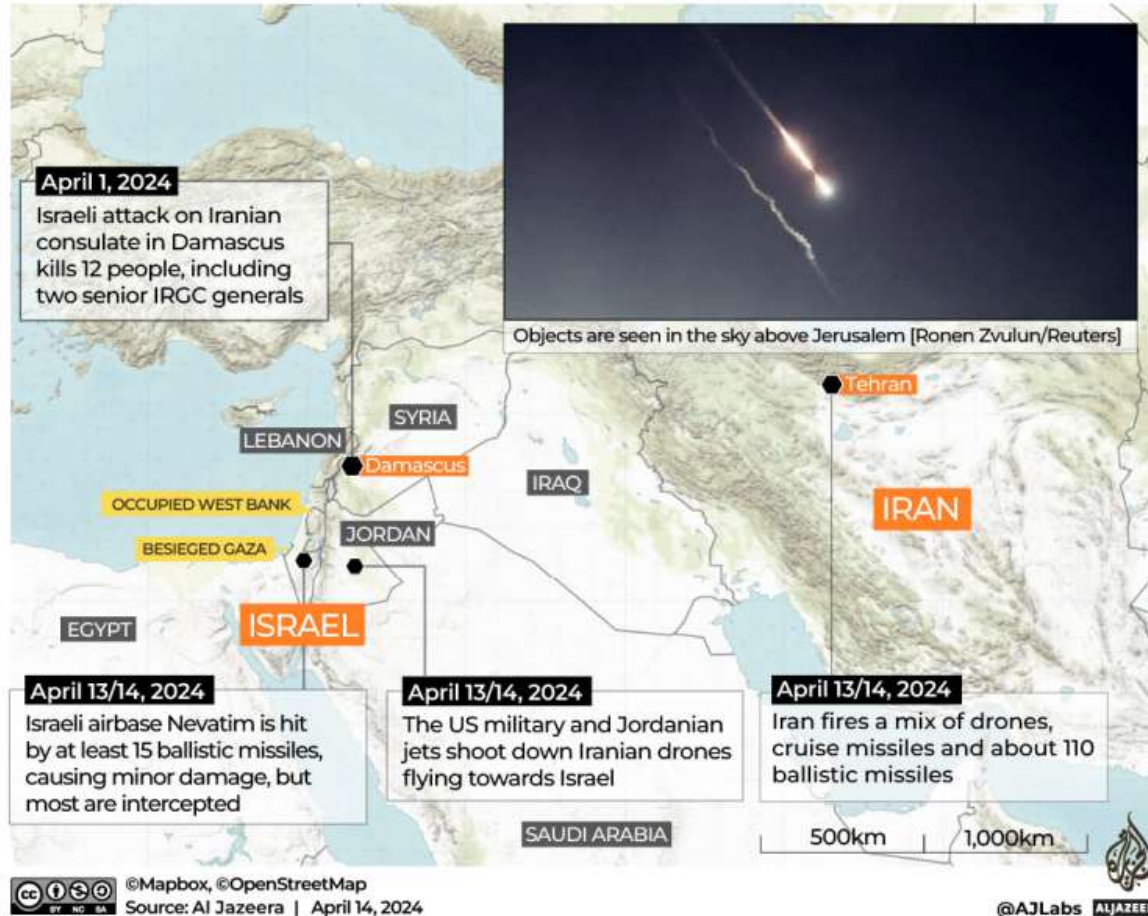 April 1, 2024
Israeli attack on Iranian
consulate in Damascus
kills 12 people, including
two senior IRGC generals
Objects are seen in the sky above Jerusalem [Ronen Zvulun/Reuters]
Tehran
SYRIA
LEBANON
Damascus
IRAQ
IRAN
OCCUPIED WEST BANK
JORDAN
BESIEGED GAZA
ISRAEL
EGYPT
April 13/14, 2024
Israeli airbase Nevatim is hit
by at least 15 ballistic missiles,
causing minor damage, but
most are intercepted
April 13/14, 2024
The US military and Jordanian
jets shoot down Iranian drones
flying towards Israel
April 13/14, 2024
Iran fires a mix of drones,
cruise missiles and about 110
ballistic missiles
SAUDI ARABIA
500km 1,000km
cc BY NC SA
©Mapbox, ©OpenStreetMap
Source: Al Jazeera | April 14, 2024
@AJLabs ALJAZEE